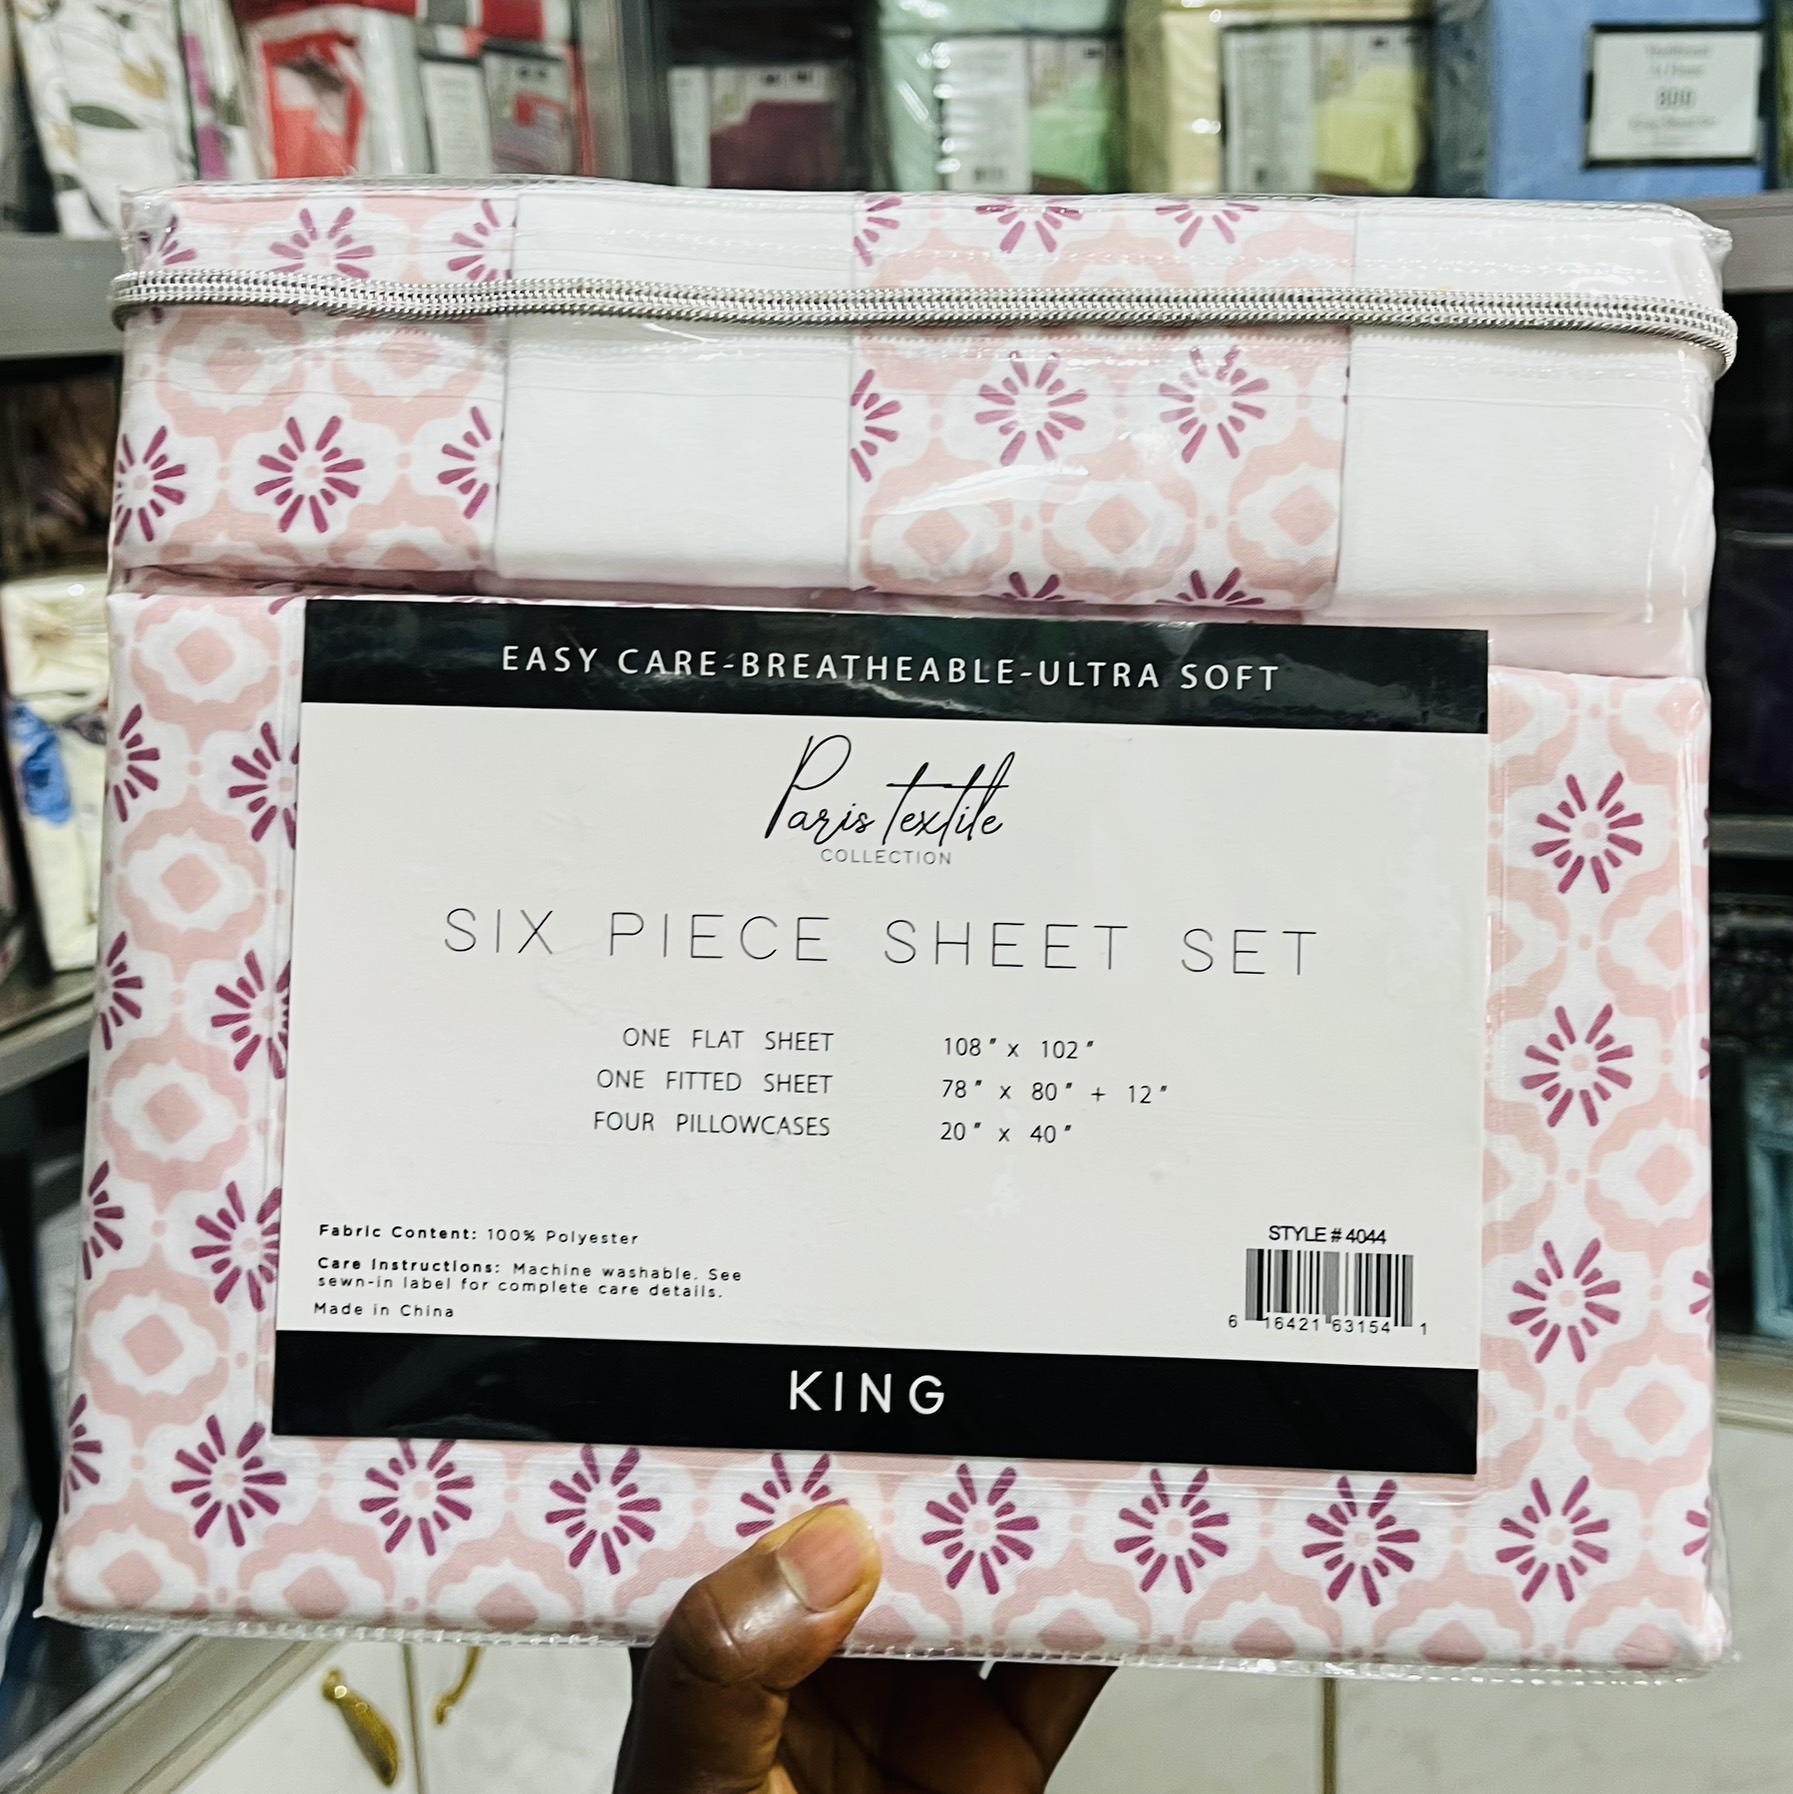 EASY CARE-BREATHEABLE-ULTRA SOFT
Paris textile
COLLECTION
SIX PIECE SHEET SET
ONE FLAT SHEET 108" x 102"
ONE FITTED SHEET 78" x 80" + 12"
FOUR PILLOWCASES 20" x 40"
Fabric Content: 100% Polyester
Care Instructions: Machine washable. See
sewn-in label for complete care details.
Made in China
STYLE # 4044
6 16421 63154 1
KING
800